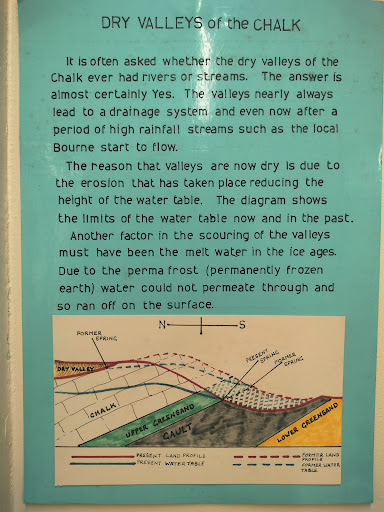 DRY VALLEYS of the CHALK
It is often asked whether the dry valleys of the
Chalk ever had rivers or streams. The answer is
almost certainly Yes. The valleys nearly always
lead to a drainage system and even now after a
period of high rainfall streams such as the local
Bourne start to flow.
The reason that valleys are now dry is due to
the erosion that has taken place reducing the
height of the water table. The diagram shows
the limits of the water table now and in the past.
Another factor in the scouring of the valleys
must have been the melt water in the ice ages.
Due to the perma frost (permanently frozen
earth) water could not permeate through and
so ran off on the surface.
N S
FORMER
SPRING
PRESENT
SPRING
FORMER
SPRING
DRY VALLEY
CHALK
UPPER GREENSAND
GAULT
LOWER GREENSAND
PRESENT LAND PROFILE
PRESENT WATER TABLE
FORMER LAND
PROFILE
FORMER WATER
TABLE